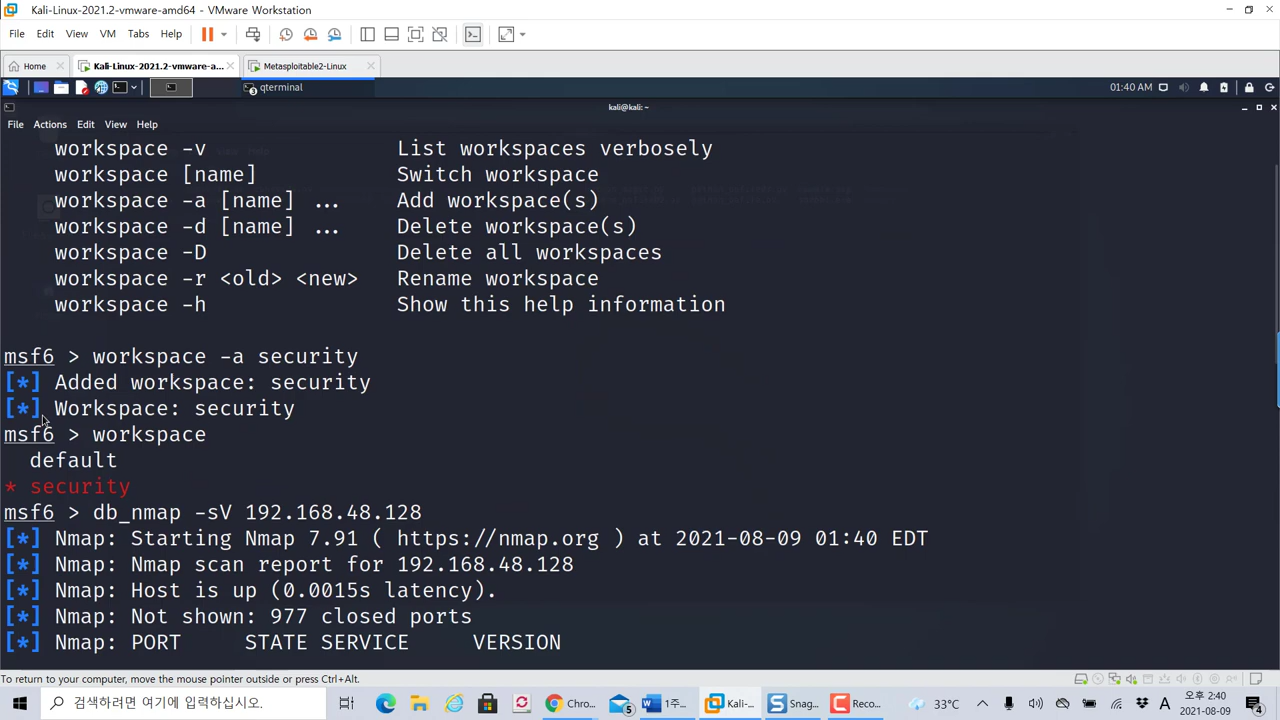 Kali-Linux-2021.2-vmware-amd64 - VMware Workstation
File Edit View VM Tabs Help
Home Kali-Linux-2021.2-vmware-a... Metasploitable2-Linux
qterminal 01:40 AM
kali@kali: ~
File Actions Edit View Help
workspace -v List workspaces verbosely
workspace [name] Switch workspace
workspace -a [name] ... Add workspace(s)
workspace -d [name] ... Delete workspace(s)
workspace -D Delete all workspaces
workspace -r <old> <new> Rename workspace
workspace -h Show this help information
msf6 > workspace -a security
[*] Added workspace: security
[*] Workspace: security
msf6 > workspace
default
* security
msf6 > db_nmap -sV 192.168.48.128
[*] Nmap: Starting Nmap 7.91 ( https://nmap.org ) at 2021-08-09 01:40 EDT
[*] Nmap: Nmap scan report for 192.168.48.128
[*] Nmap: Host is up (0.0015s latency).
[*] Nmap: Not shown: 977 closed ports
[*] Nmap: PORT STATE SERVICE VERSION
To return to your computer, move the mouse pointer outside or press Ctrl+Alt.
검색하려면 여기에 입력하십시오. 5 Chro... 1주... Kali-... Snag... Reco... 33°C A 오후 2:40
2021-08-09 4